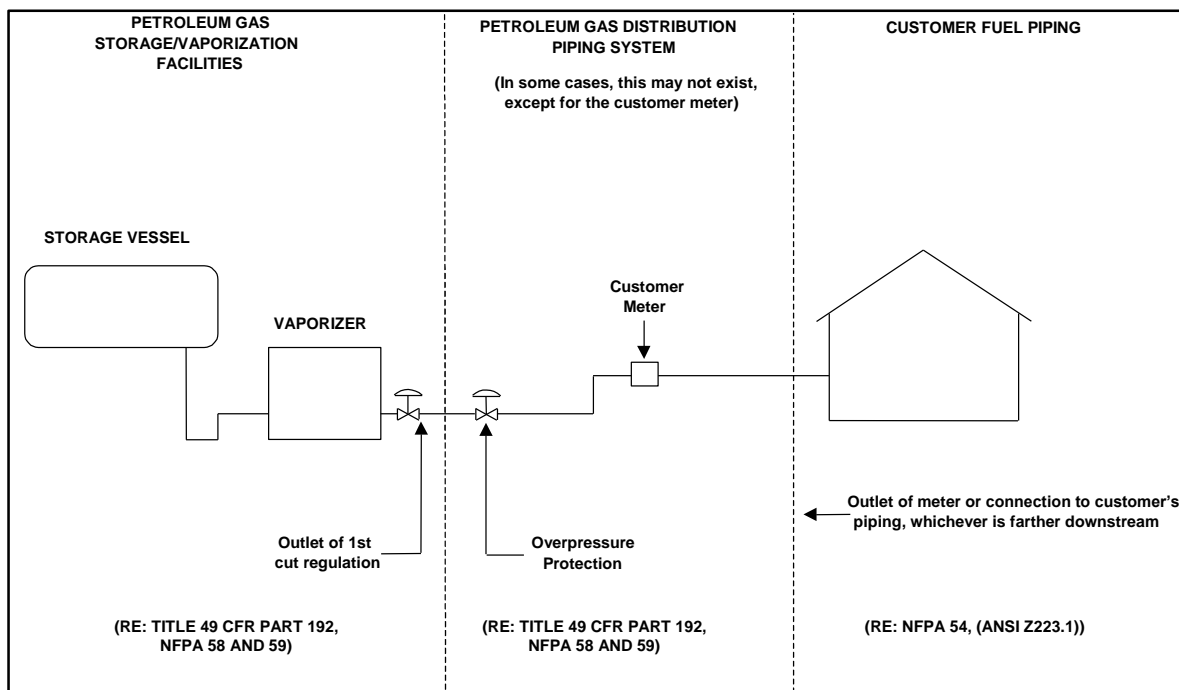 PETROLEUM GAS
STORAGE/VAPORIZATION
FACILITIES
PETROLEUM GAS DISTRIBUTION
PIPING SYSTEM
(In some cases, this may not exist,
except for the customer meter)
CUSTOMER FUEL PIPING
STORAGE VESSEL
VAPORIZER
Customer
Meter
Outlet of 1st
cut regulation
Overpressure
Protection
Outlet of meter or connection to customer's
piping, whichever is farther downstream
(RE: TITLE 49 CFR PART 192,
NFPA 58 AND 59)
(RE: TITLE 49 CFR PART 192,
NFPA 58 AND 59)
(RE: NFPA 54, (ANSI Z223.1))